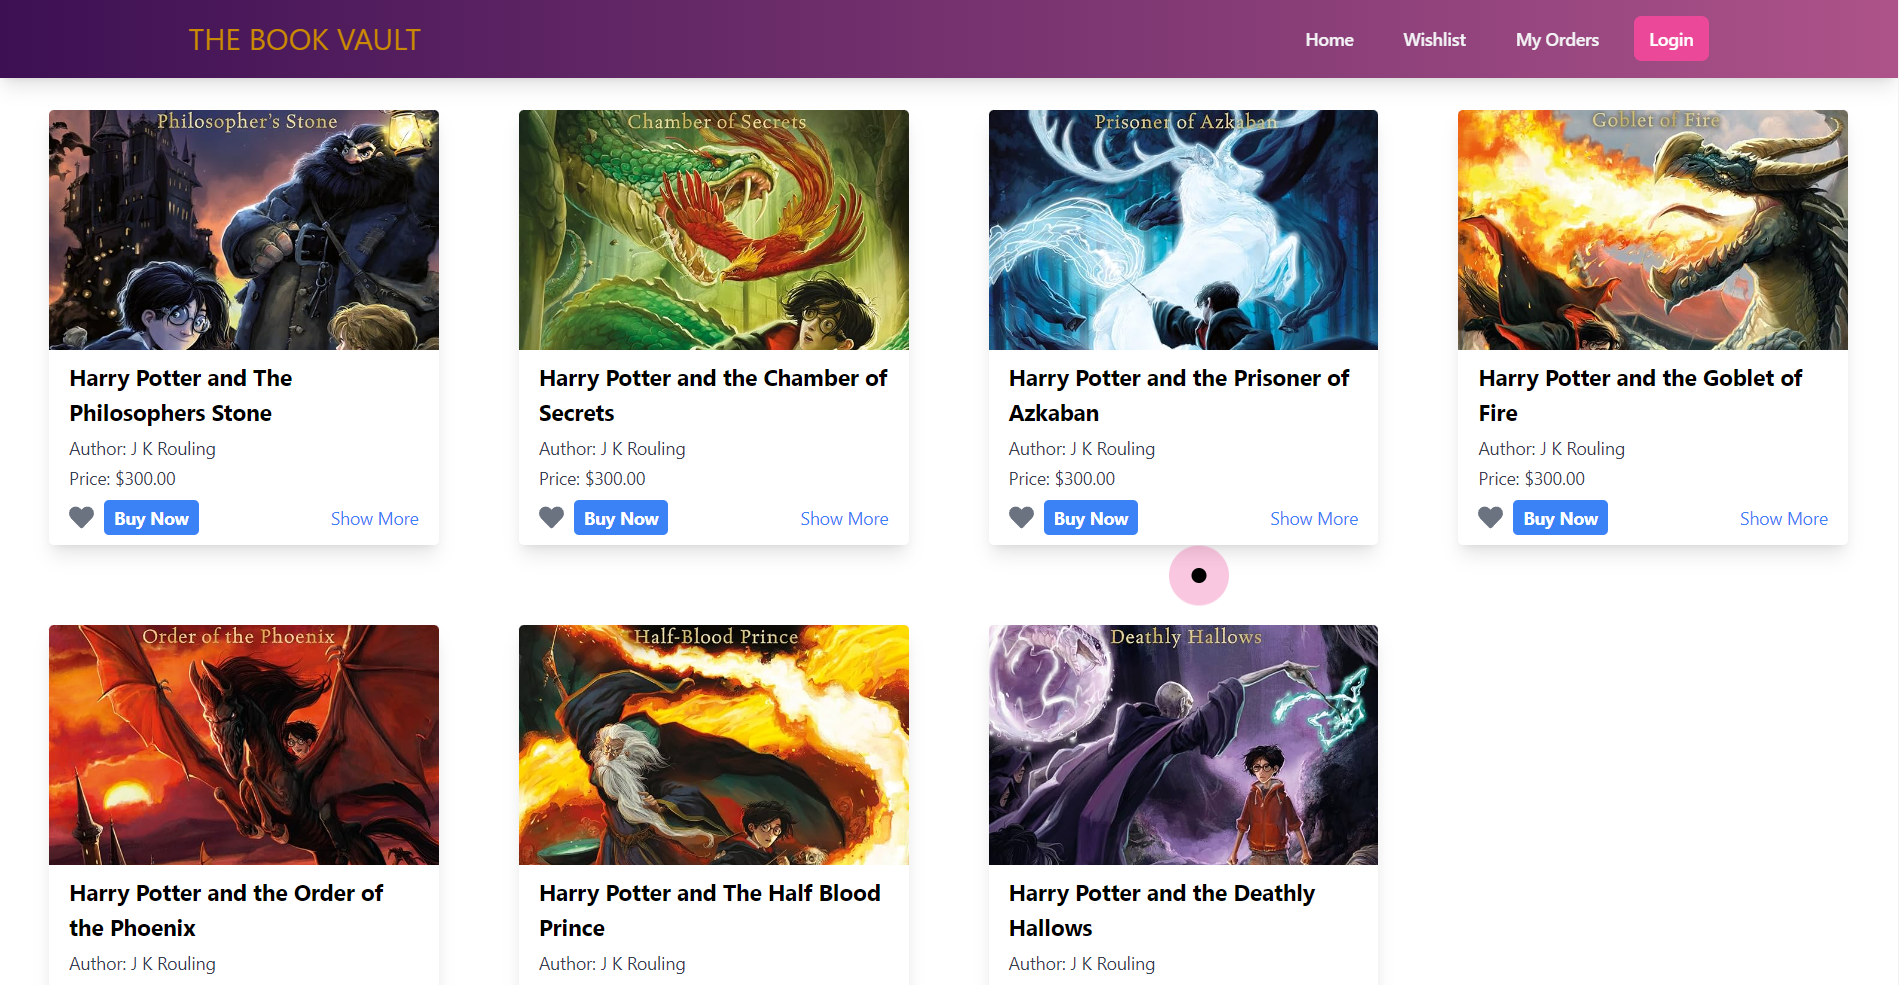 THE BOOK VAULT
Home
Wishlist
My Orders
Login
Philosopher's Stone
Harry Potter and The
Philosophers Stone
Author: J K Rouling
Price: $300.00
Buy Now
Show More
Chamber of Secrets
Harry Potter and the Chamber of
Secrets
Author: J K Rouling
Price: $300.00
Buy Now
Show More
Prisoner of Azkaban
Harry Potter and the Prisoner of
Azkaban
Author: J K Rouling
Price: $300.00
Buy Now
Show More
Goblet of Fire
Harry Potter and the Goblet of
Fire
Author: J K Rouling
Price: $300.00
Buy Now
Show More
Order of the Phoenix
Harry Potter and the Order of
the Phoenix
Author: J K Rouling
Half-Blood Prince
Harry Potter and The Half Blood
Prince
Author: J K Rouling
Deathly Hallows
Harry Potter and the Deathly
Hallows
Author: J K Rouling